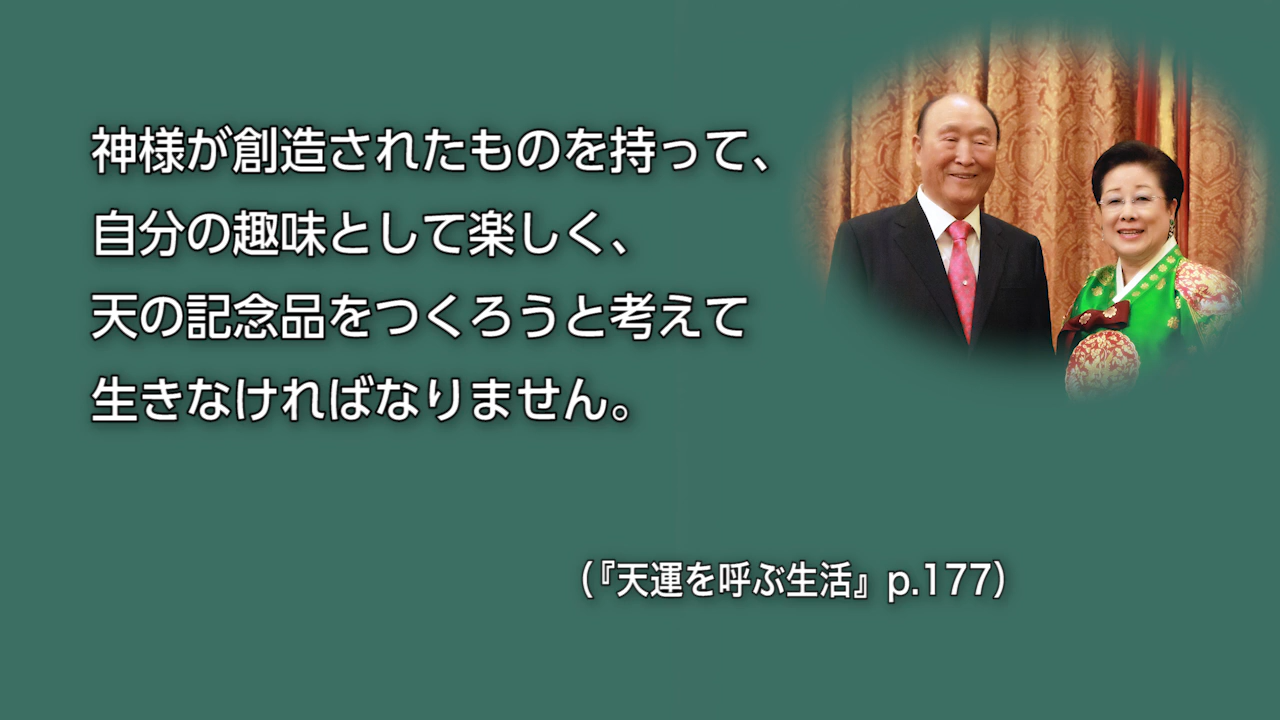 神様が創造されたものを持って、
自分の趣味として楽しく、
天の記念品をつくろうと考えて
生きなければなりません。
（『天運を呼ぶ生活』p.177）